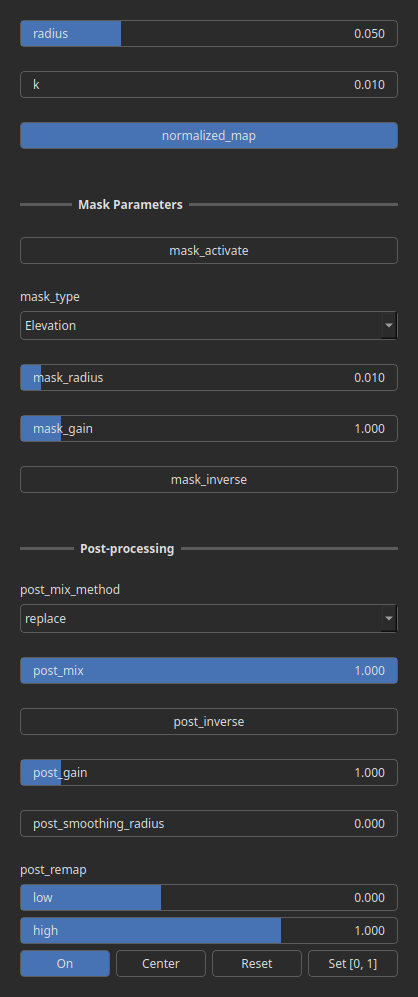 radius 0.050
k 0.010
normalized_map
Mask Parameters
mask_activate
mask_type
Elevation
mask_radius 0.010
mask_gain 1.000
mask_inverse
Post-processing
post_mix_method
replace
post_mix 1.000
post_inverse
post_gain 1.000
post_smoothing_radius 0.000
post_remap
low 0.000
high 1.000
On Center Reset Set [0, 1]